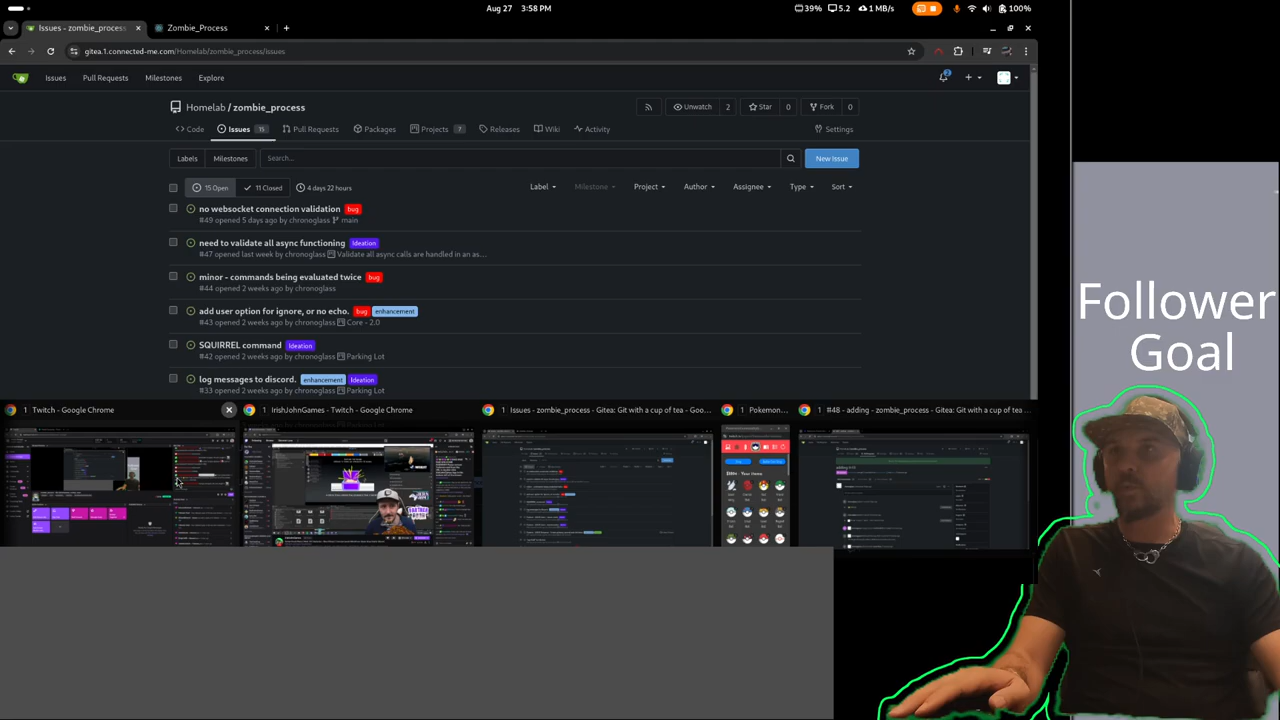 Aug 27 3:58 PM
39% 5.2 1 MB/s 100%
Issues - zombie_process
Zombie_Process
gitea.1.connected-me.com/Homelab/zombie_process/issues
Issues Pull Requests Milestones Explore
2
Homelab / zombie_process
Unwatch 2 Star 0 Fork 0
Code Issues 15 Pull Requests Packages Projects 7 Releases Wiki Activity Settings
Labels Milestones Search... New Issue
15 Open 11 Closed 4 days 22 hours
Label Milestone Project Author Assignee Type Sort
no websocket connection validation bug
#49 opened 5 days ago by chronoglass main
need to validate all async functioning Ideation
#47 opened last week by chronoglass Validate all async calls are handled in an as...
minor - commands being evaluated twice bug
#44 opened 2 weeks ago by chronoglass
add user option for ignore, or no echo. bug enhancement
#43 opened 2 weeks ago by chronoglass Core - 2.0
SQUIRREL command Ideation
#42 opened 2 weeks ago by chronoglass Parking Lot
log messages to discord. enhancement Ideation
#33 opened 2 weeks ago by chronoglass Parking Lot
1 Twitch - Google Chrome
1 IrishJohnGames - Twitch - Google Chrome
1 Issues - zombie_process - Gitea: Git with a cup of tea - Goo...
1 Pokemon...
1 #48 - adding - zombie_process - Gitea: Git with a cup of tea ...
Follower
Goal